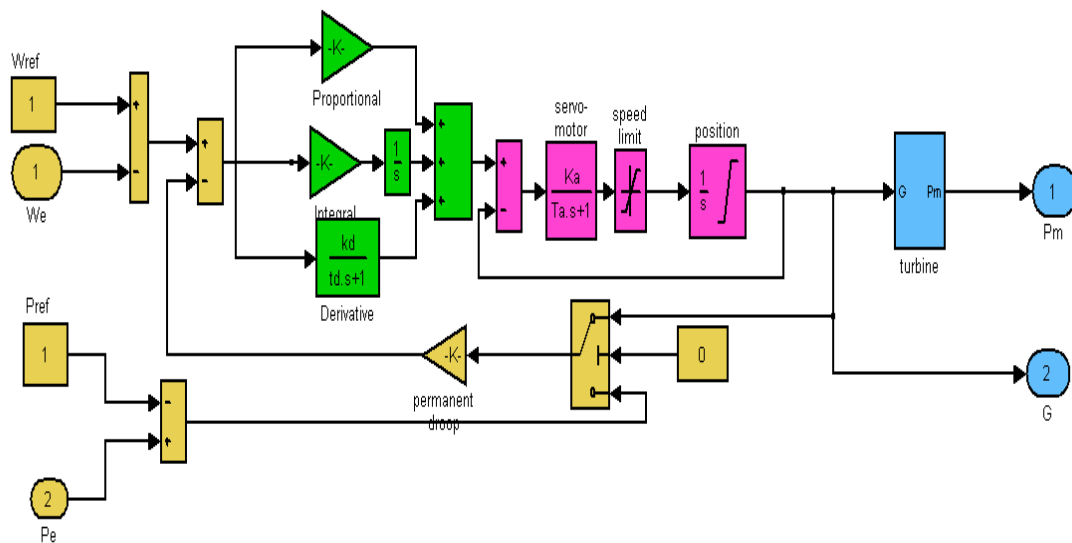 Wref
1
1
We
+
-
+
-
-K-
Proportional
-K-
Integral
1
s
kd
td.s+1
Derivative
+
+
+
+
-
servo-
motor
Ka
Ta.s+1
speed
limit
position
1
s
G Pm
turbine
1
Pm
Pref
1
-
+
2
Pe
-K-
permanent
droop
0
2
G